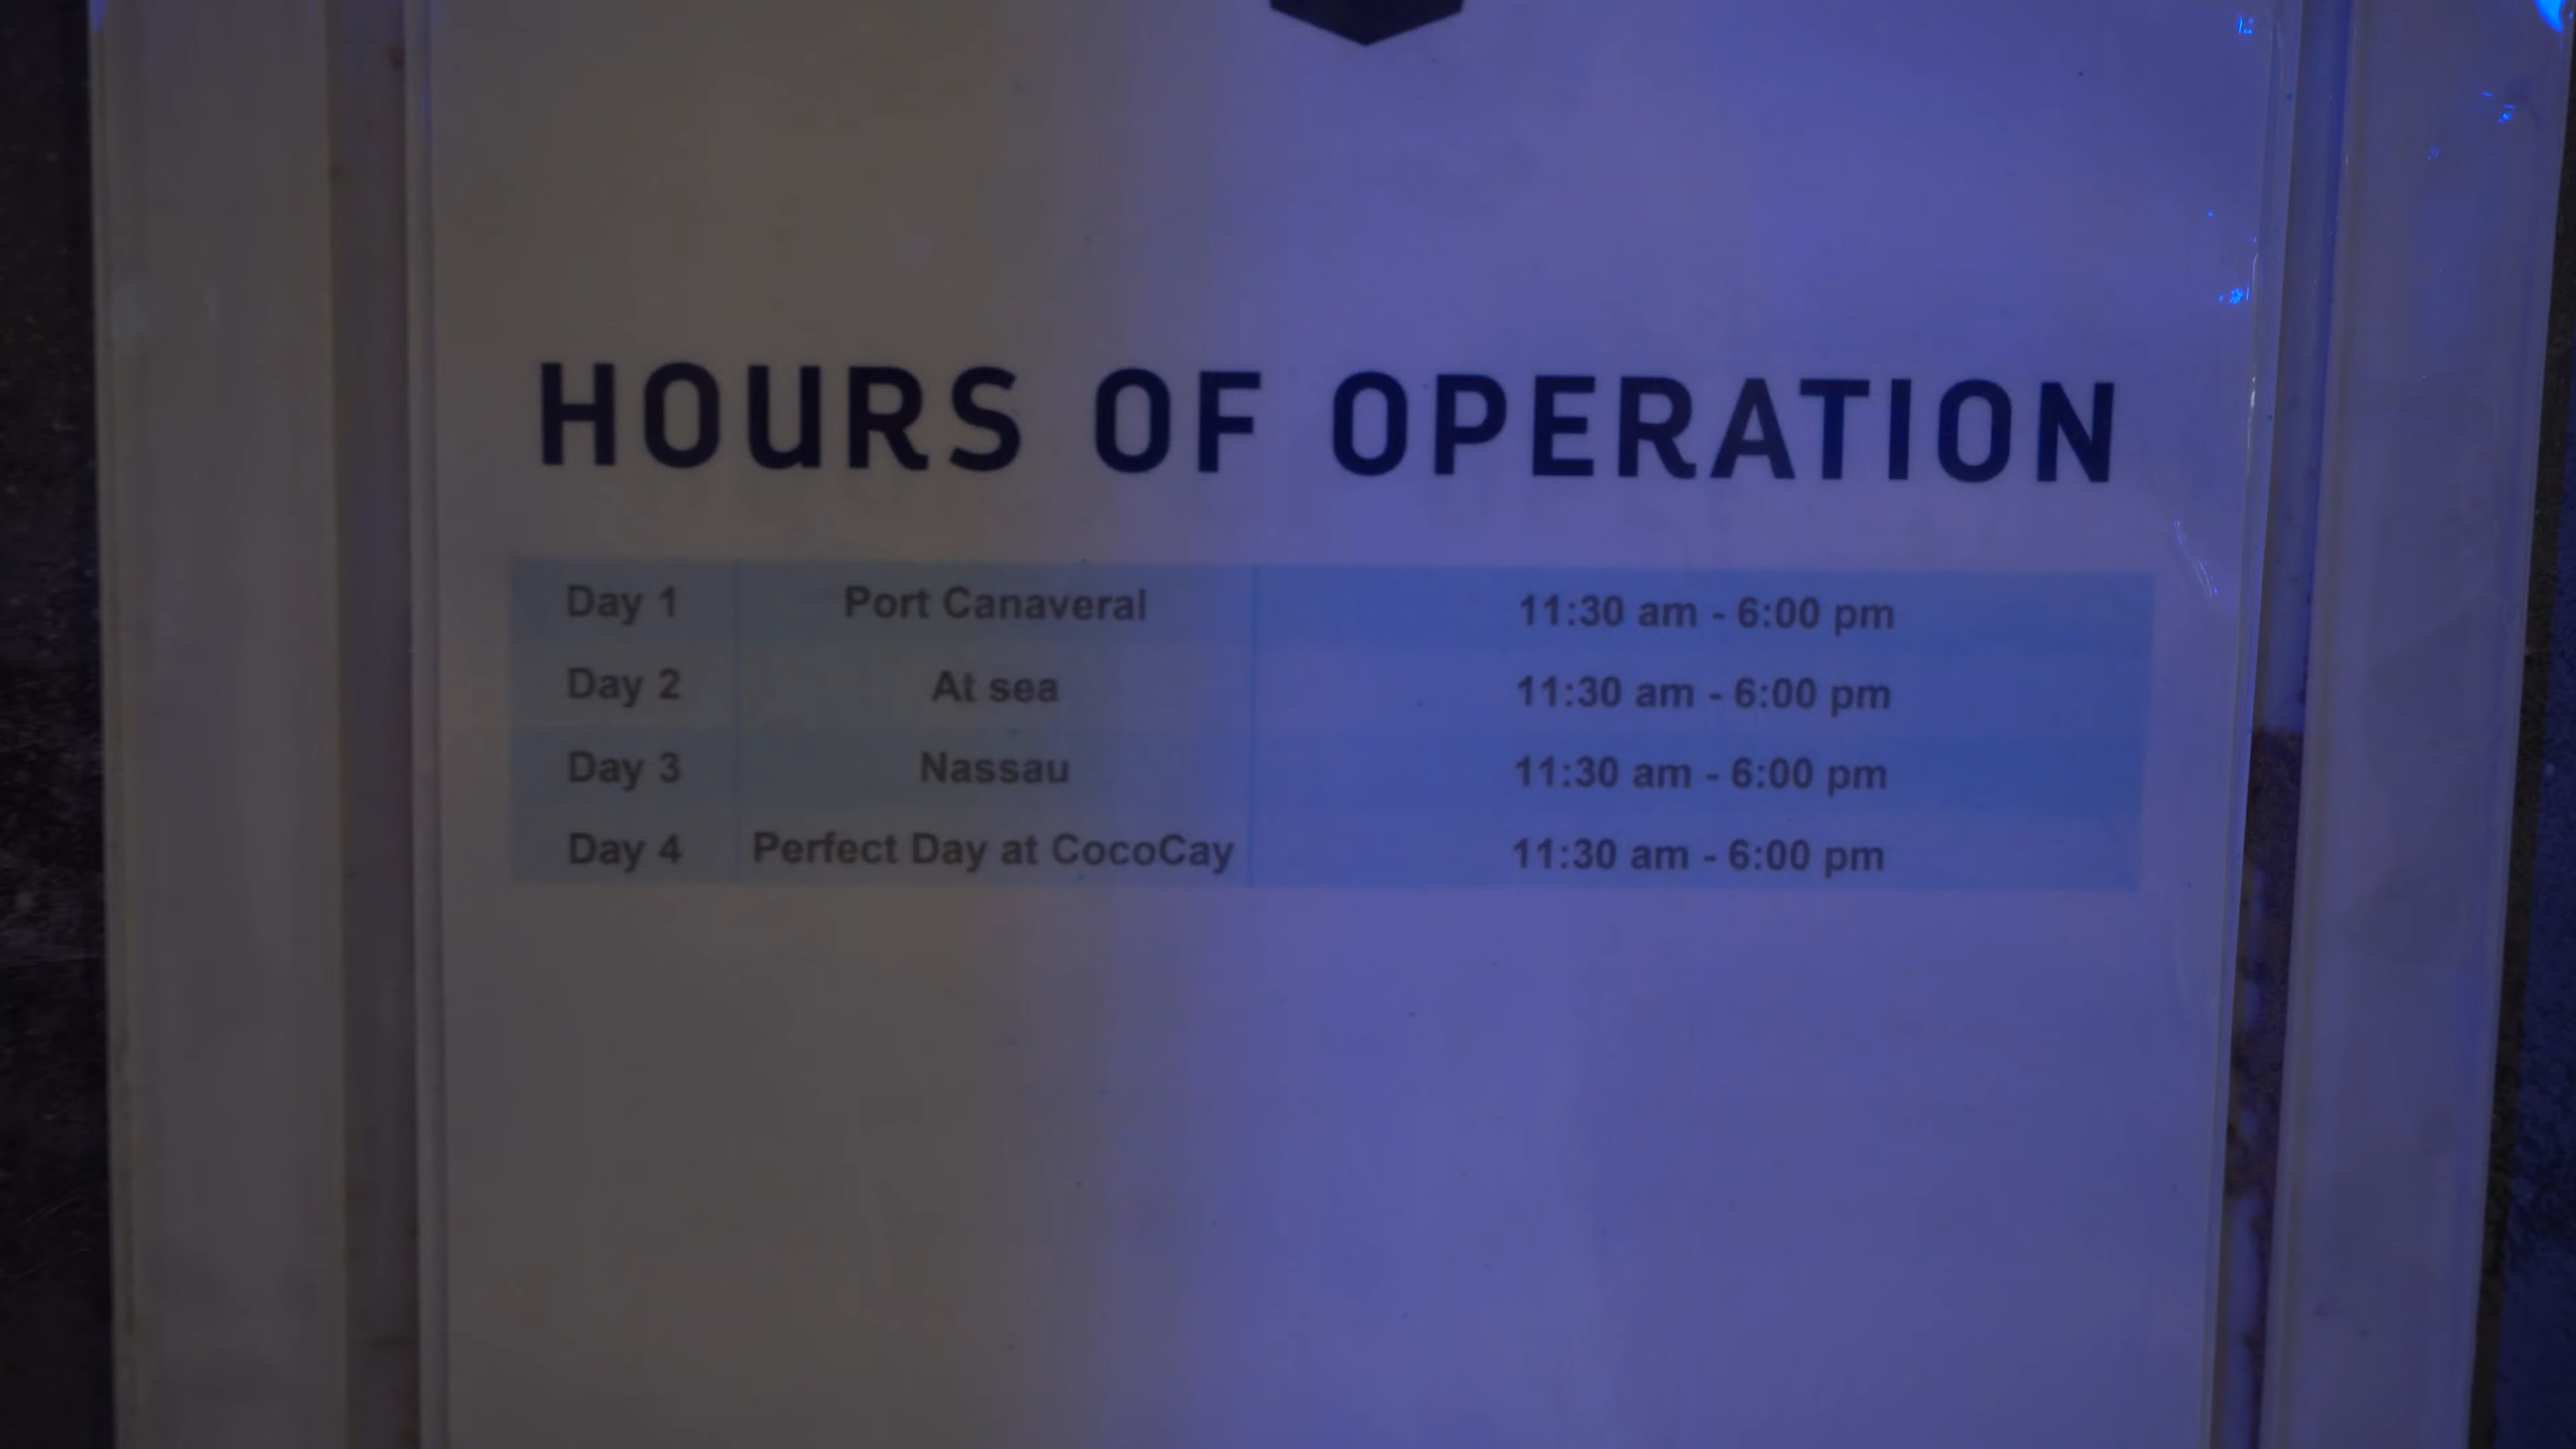 HOURS OF OPERATION
Day 1 Port Canaveral 11:30 am - 6:00 pm
Day 2 At sea 11:30 am - 6:00 pm
Day 3 Nassau 11:30 am - 6:00 pm
Day 4 Perfect Day at CocoCay 11:30 am - 6:00 pm